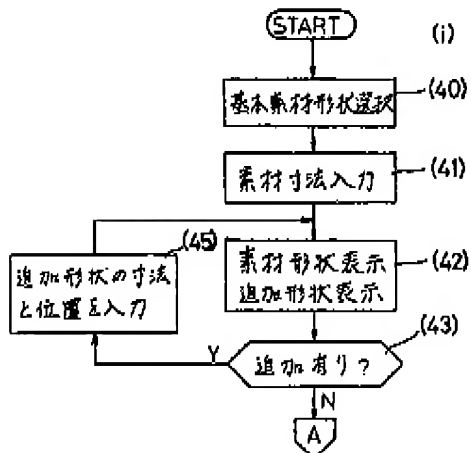 START
(i)
基本素材形状選択
(40)
素材寸法入力
(41)
(45)
追加形状の寸法
と位置を入力
素材形状表示
追加形状表示
(42)
(43)
Y
追加有り?
N
A